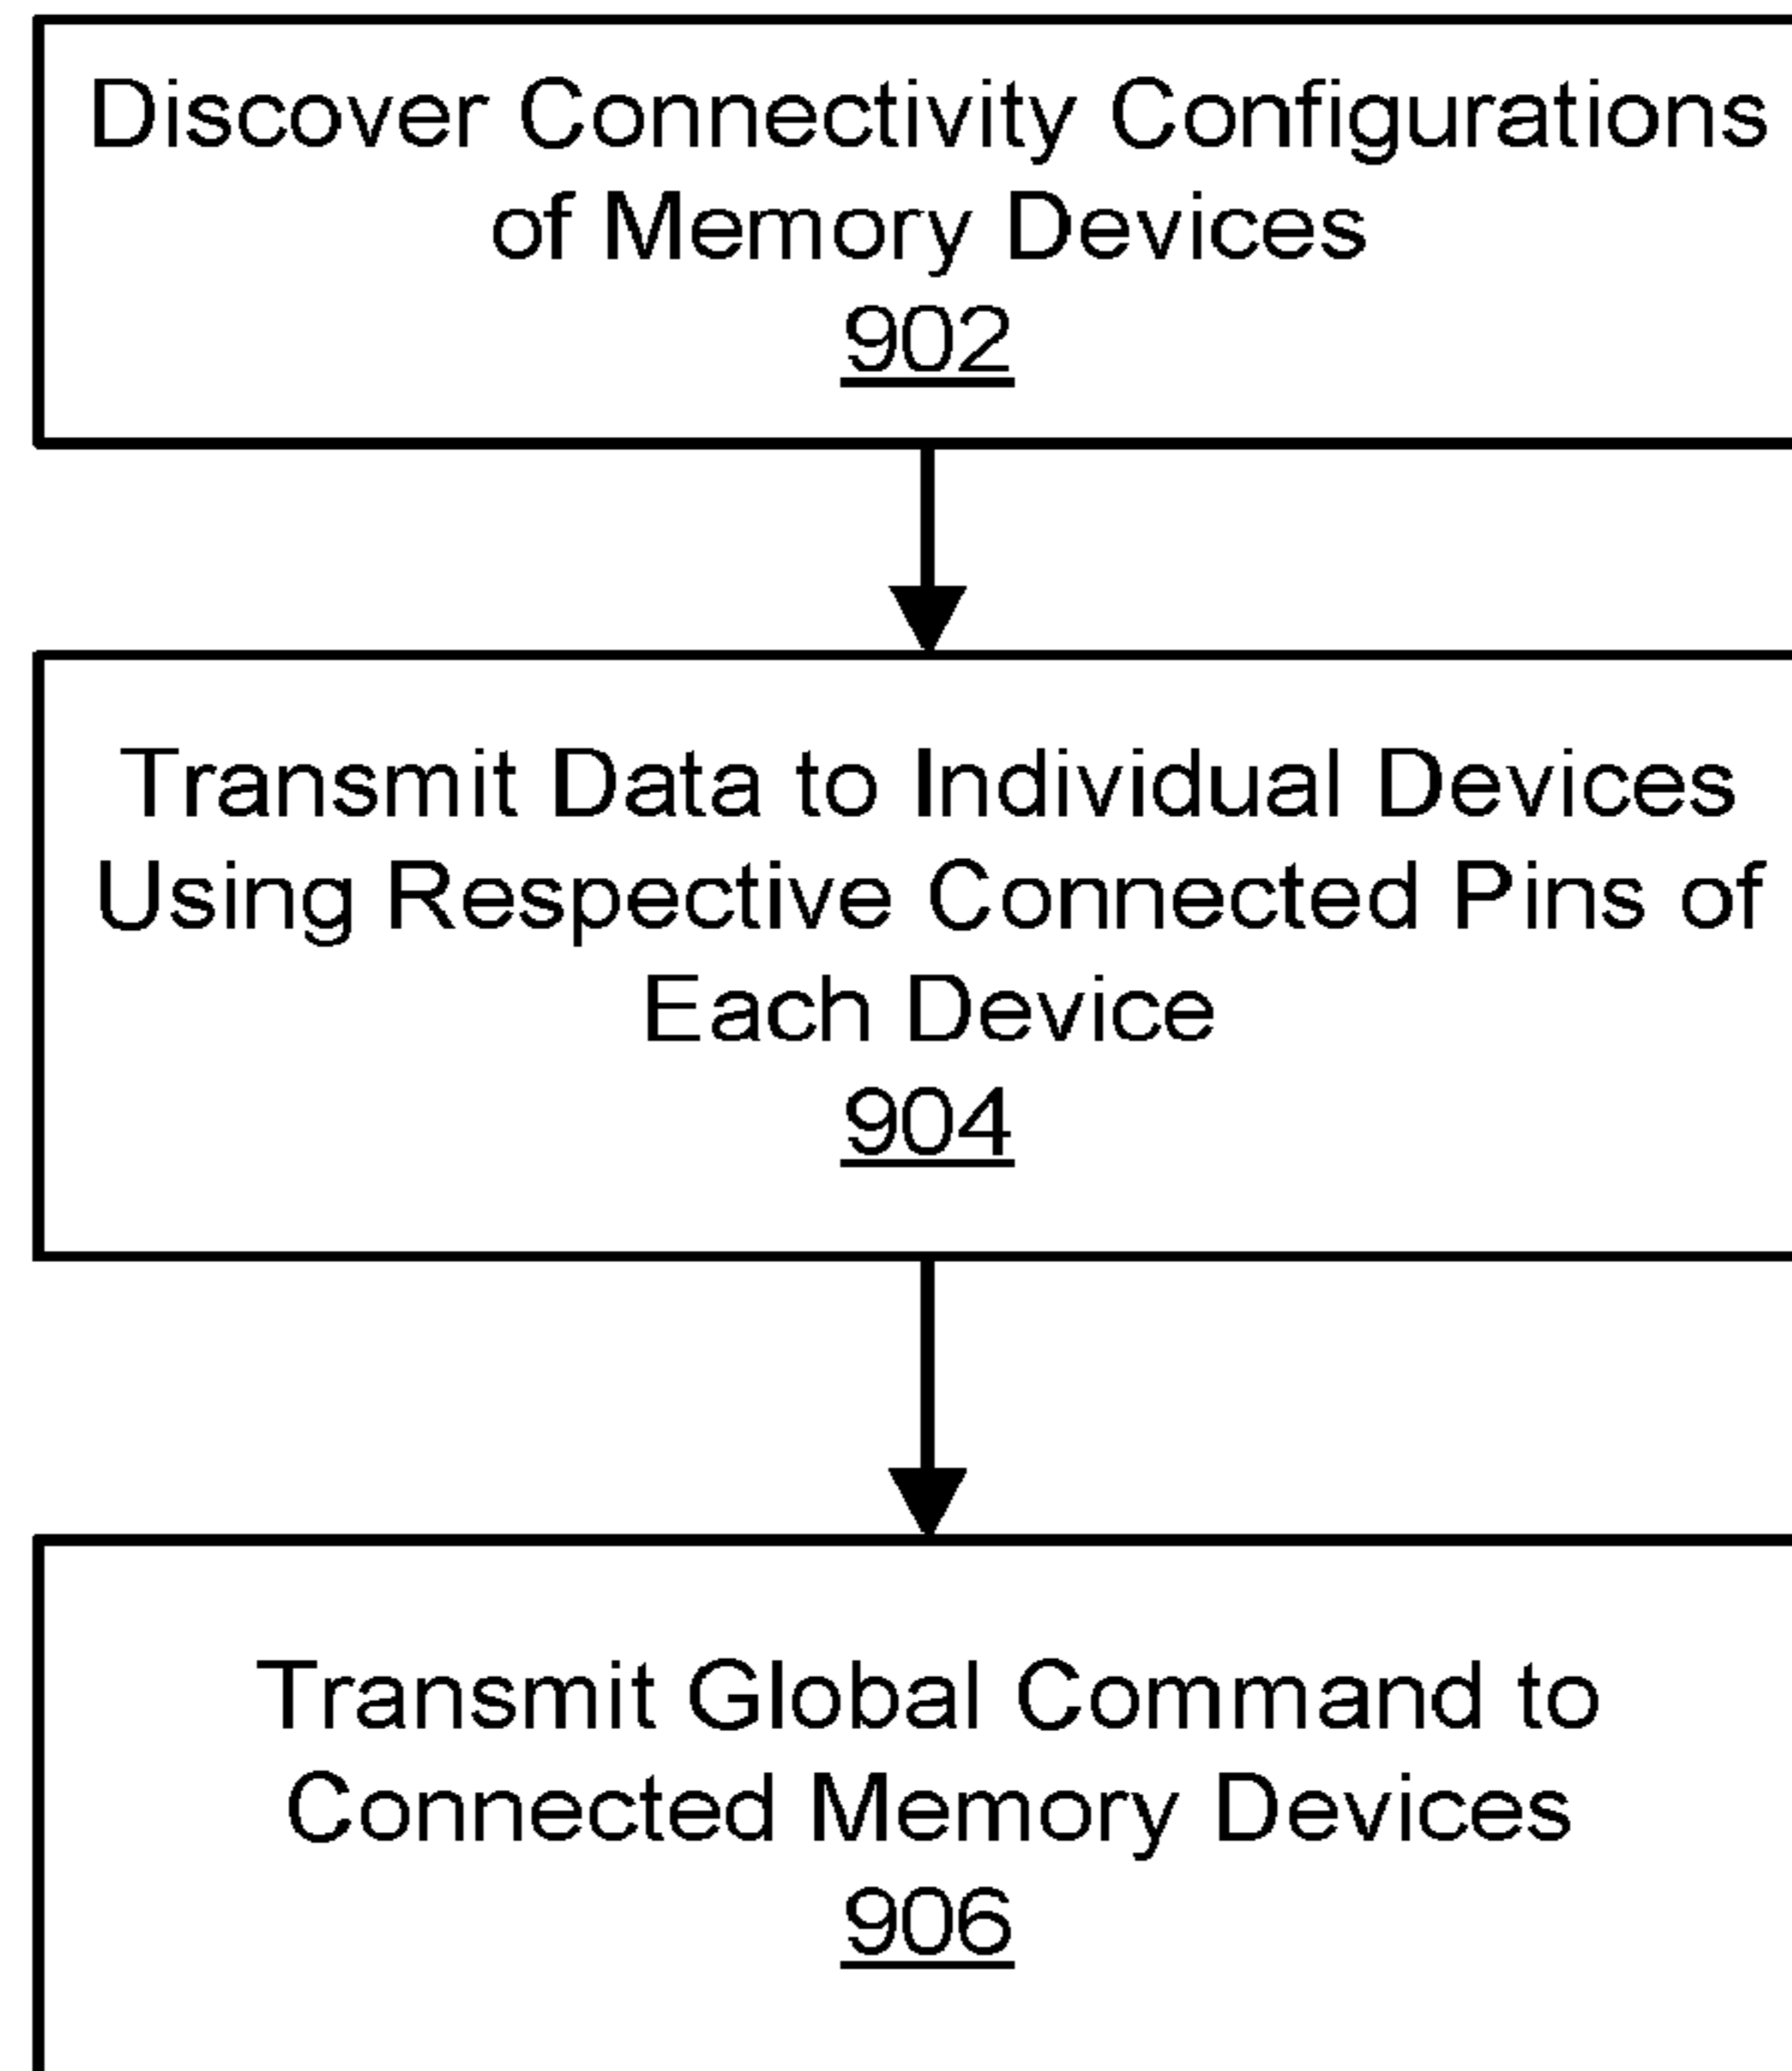 Discover Connectivity Configurations
of Memory Devices
902
Transmit Data to Individual Devices
Using Respective Connected Pins of
Each Device
904
Transmit Global Command to
Connected Memory Devices
906